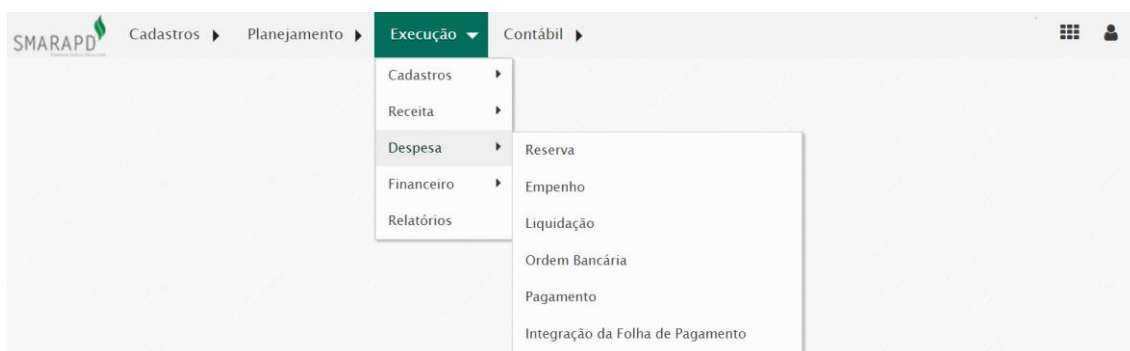 SMARAPD
Cadastros Planejamento Execução Contábil
Cadastros
Receita
Despesa
Financeiro
Relatórios
Reserva
Empenho
Liquidação
Ordem Bancária
Pagamento
Integração da Folha de Pagamento